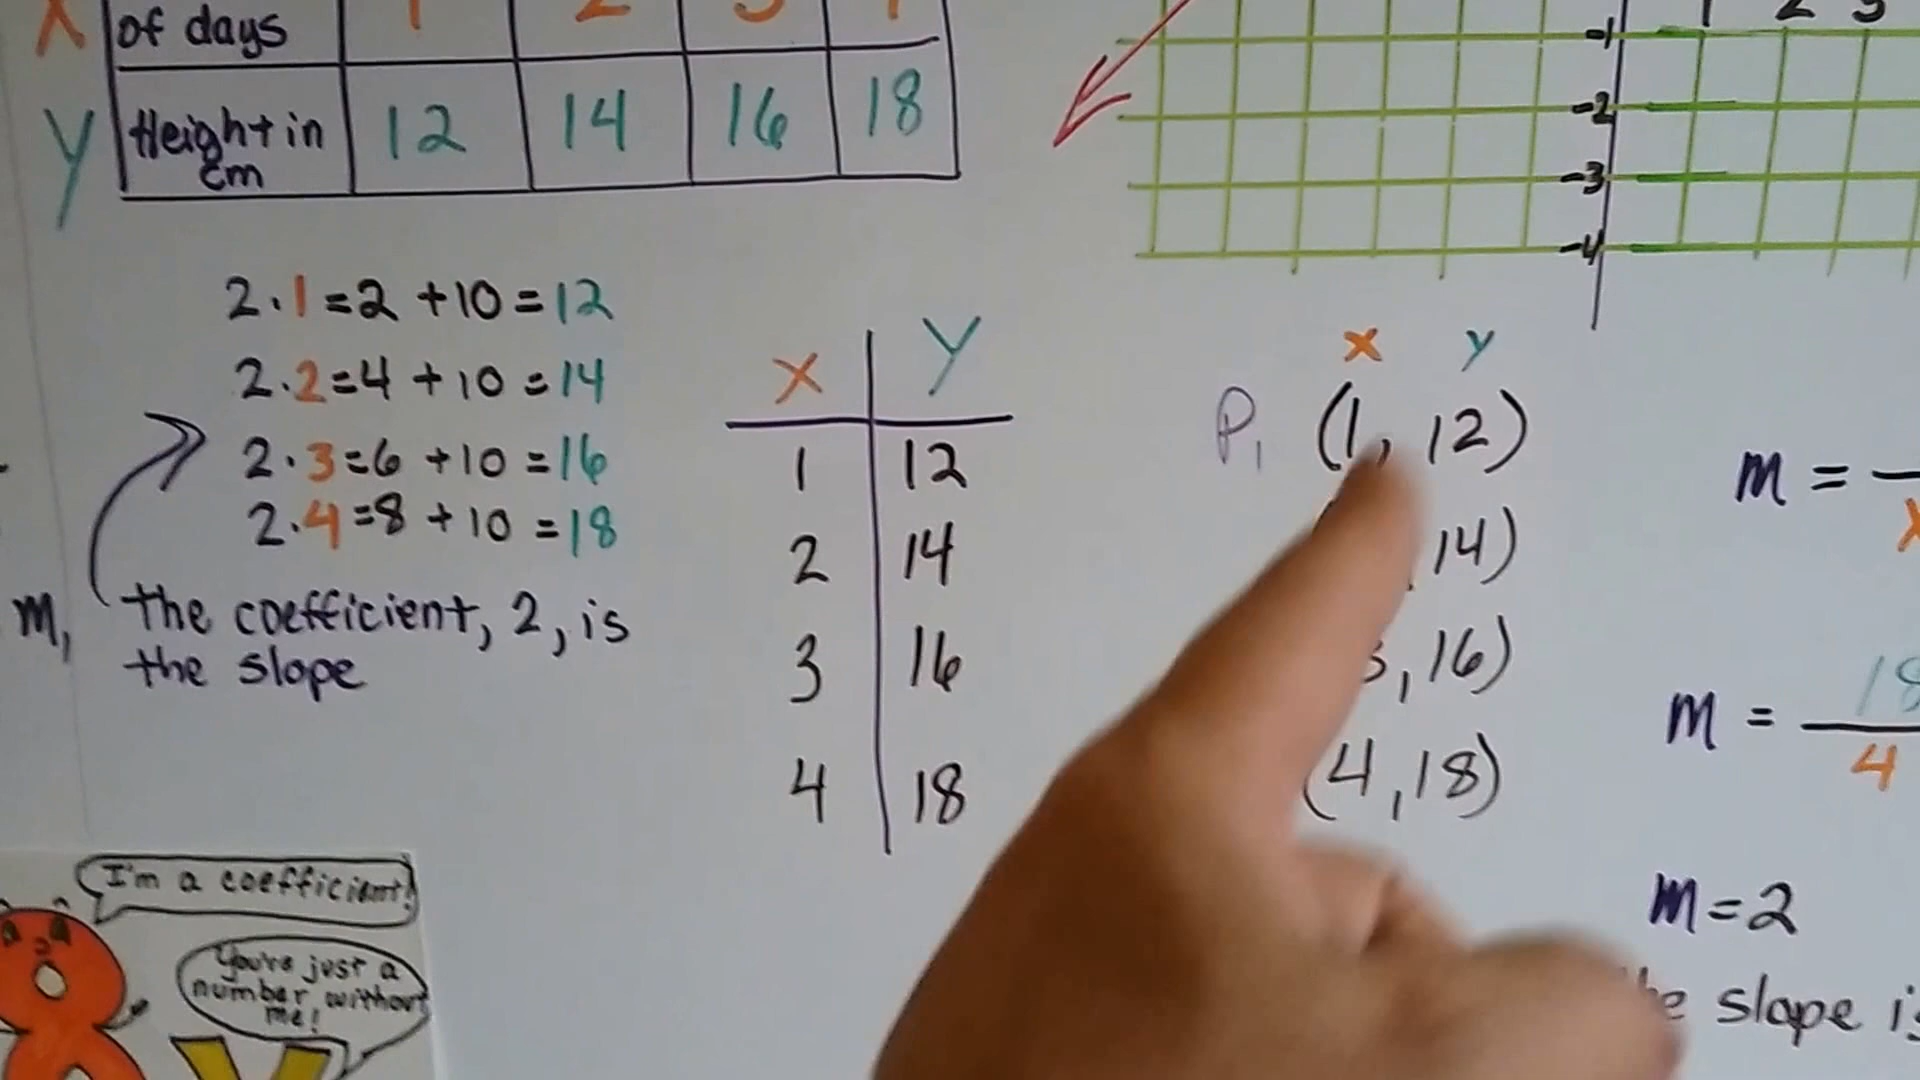 x of days 1 2 3
y Height in 12 14 16 18
cm
1 2 3
-1
-2
-3
-4
2·1=2 +10=12
2·2=4 +10=14
2·3=6 +10=16
2·4=8 +10=18
m, the coefficient, 2, is
the slope
x y
1 12
2 14
3 16
4 18
x y
P1 (1, 12)
, 14)
, 16)
(4, 18)
m =
m = 18
4
m=2
slope is
I'm a coefficient!
You're just a
number without
me!
8